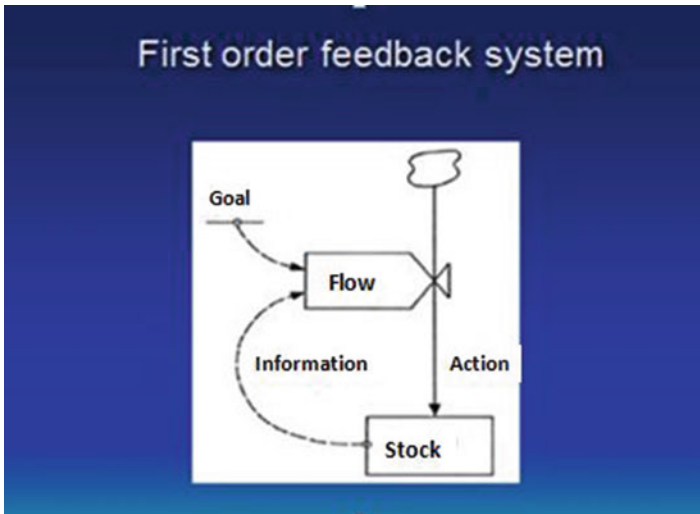 First order feedback system
Goal
Flow
Information
Action
Stock